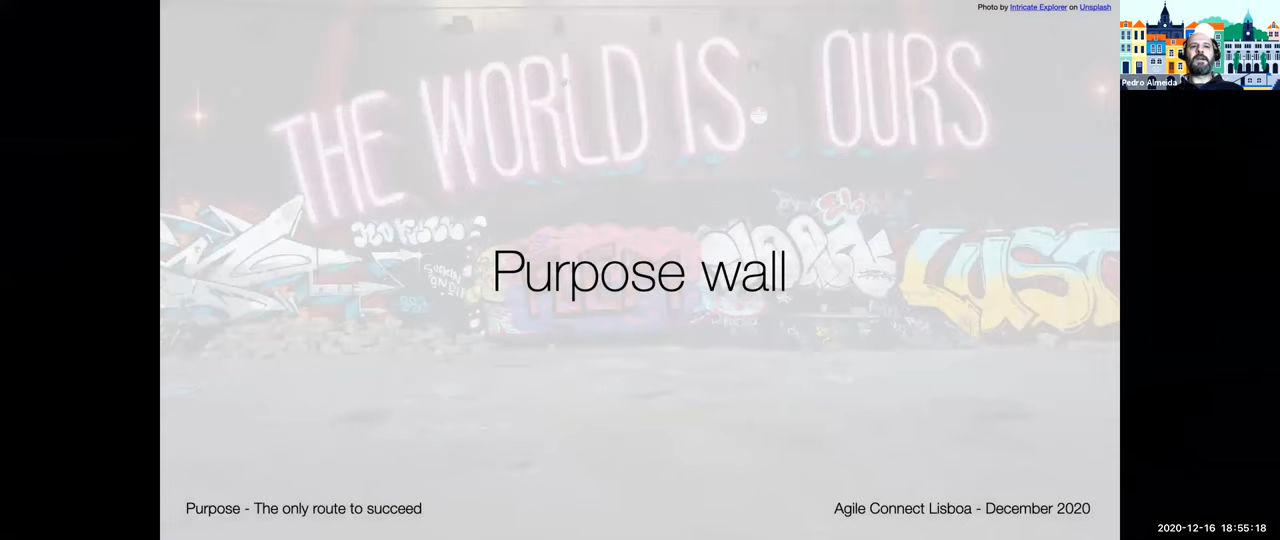 Photo by Intricate Explorer on Unsplash
THE WORLD IS OURS
Pedro Almeida
Purpose wall
Purpose - The only route to succeed
Agile Connect Lisboa - December 2020
2020-12-16 18:55:18